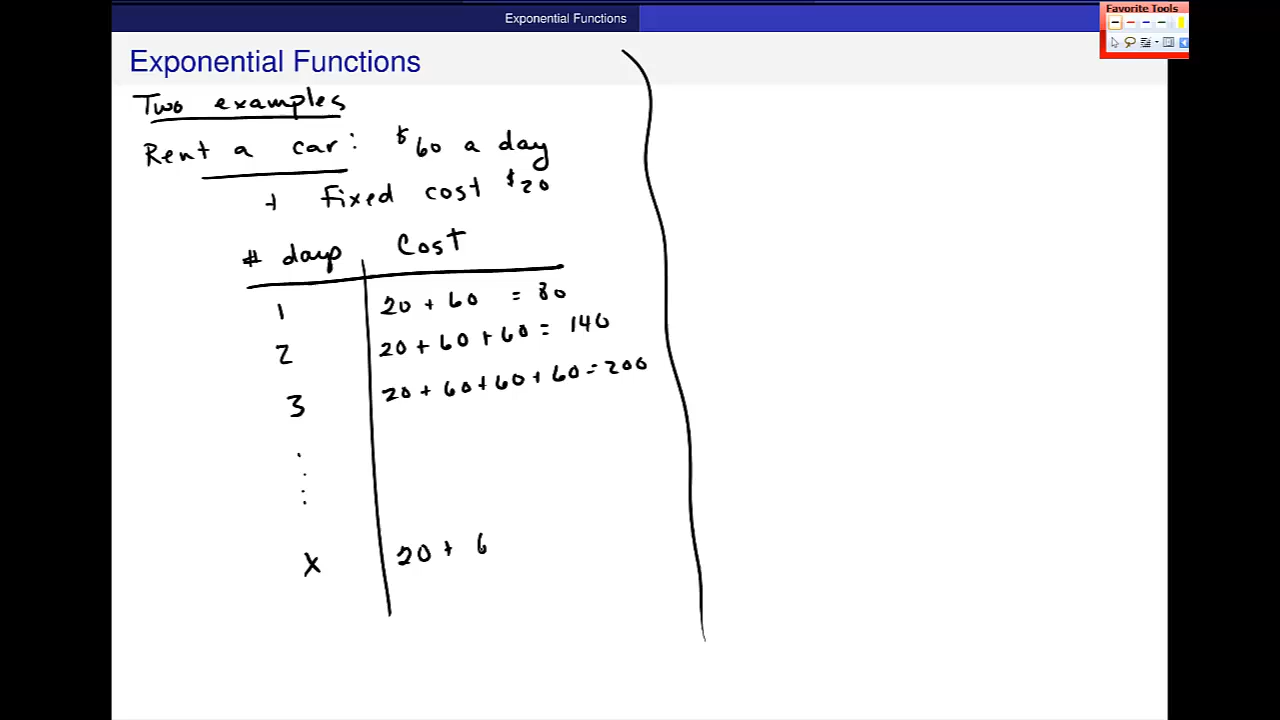 Exponential Functions
Favorite Tools
Exponential Functions
Two examples
Rent a car: $60 a day
+ fixed cost $20
# days Cost
1 20 + 60 = 80
2 20 + 60 + 60 = 140
3 20 + 60 + 60 + 60 = 200
x 20 + 6